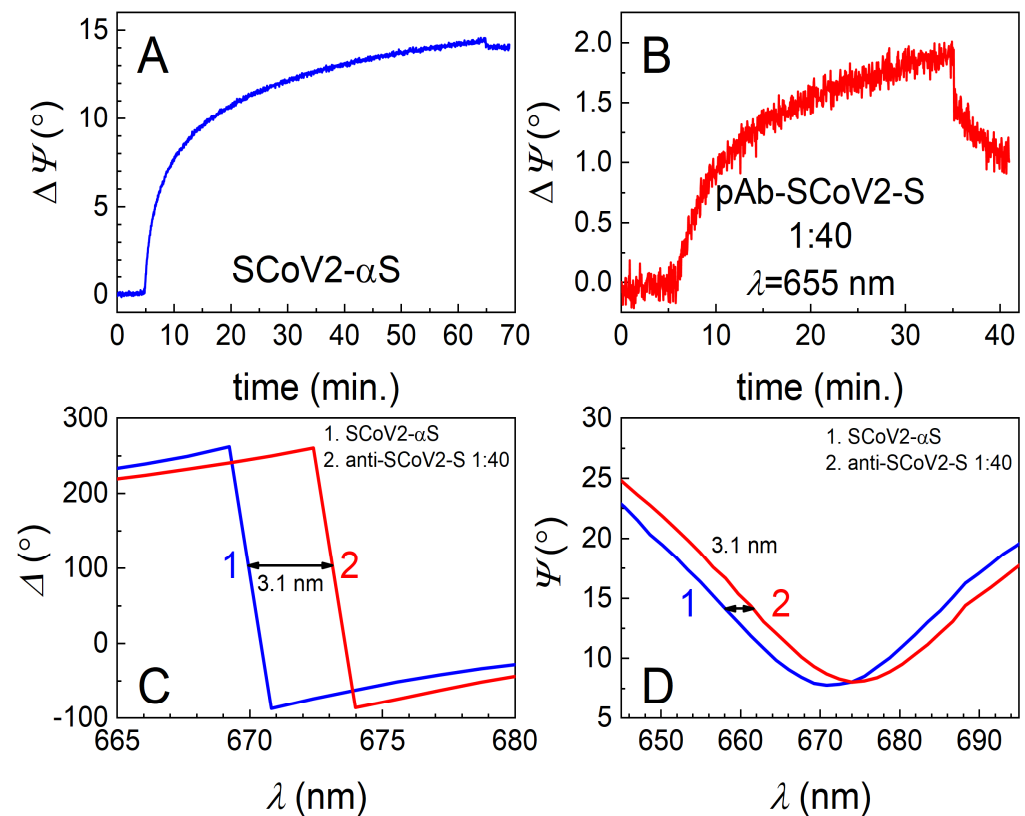 A
ΔΨ(°)
15
10
5
0
SCoV2-αS
0 10 20 30 40 50 60 70
time (min.)
B
ΔΨ(°)
2.0
1.5
1.0
0.5
0.0
pAb-SCoV2-S
1:40
λ=655 nm
0 10 20 30 40
time (min.)
C
Δ (°)
300
200
100
0
-100
1. SCoV2-αS
2. anti-SCoV2-S 1:40
1 2
3.1 nm
665 670 675 680
λ (nm)
D
Ψ(°)
30
25
20
15
10
5
1. SCoV2-αS
2. anti-SCoV2-S 1:40
3.1 nm
1 2
650 660 670 680 690
λ (nm)